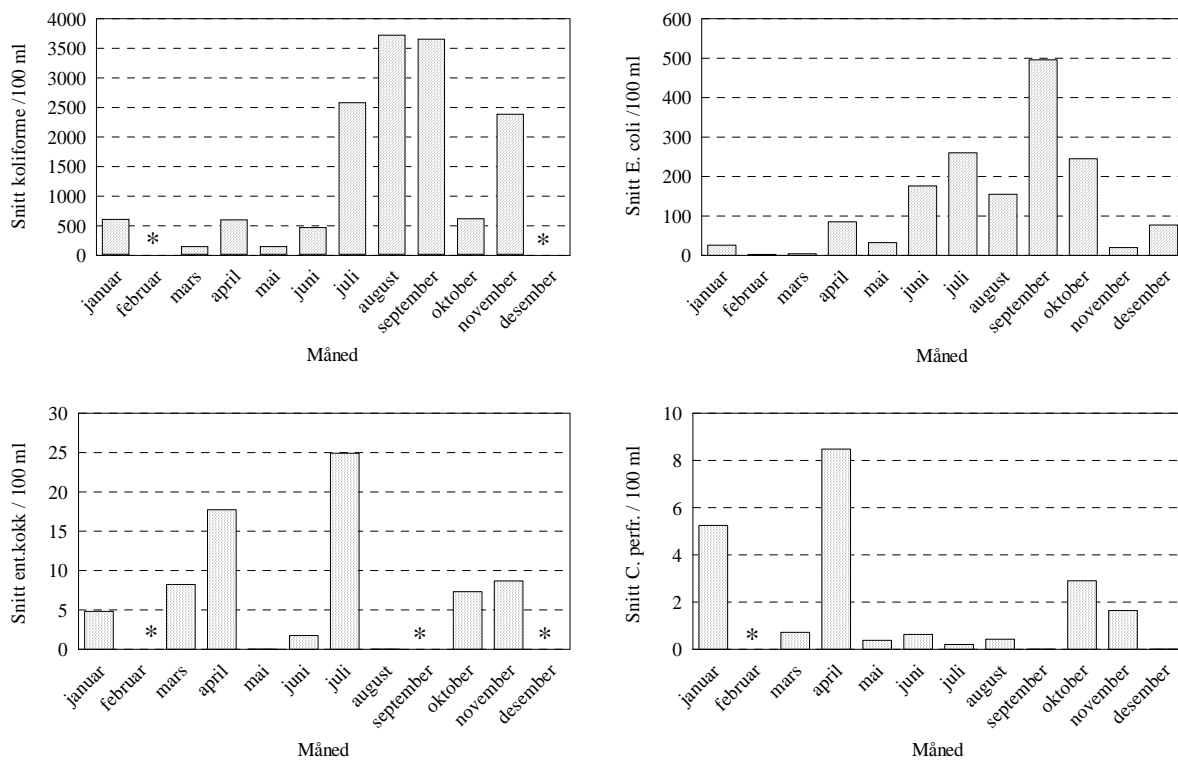 Snitt koliforme /100 ml
4000
3500
3000
2500
2000
1500
1000
500
0
*
*
januar
februar
mars
april
mai
juni
juli
august
september
oktober
november
desember
Måned
Snitt E. coli /100 ml
600
500
400
300
200
100
0
januar
februar
mars
april
mai
juni
juli
august
september
oktober
november
desember
Måned
Snitt ent.kokk / 100 ml
30
25
20
15
10
5
0
*
*
*
januar
februar
mars
april
mai
juni
juli
august
september
oktober
november
desember
Måned
Snitt C. perfr. / 100 ml
10
8
6
4
2
0
*
januar
februar
mars
april
mai
juni
juli
august
september
oktober
november
desember
Måned